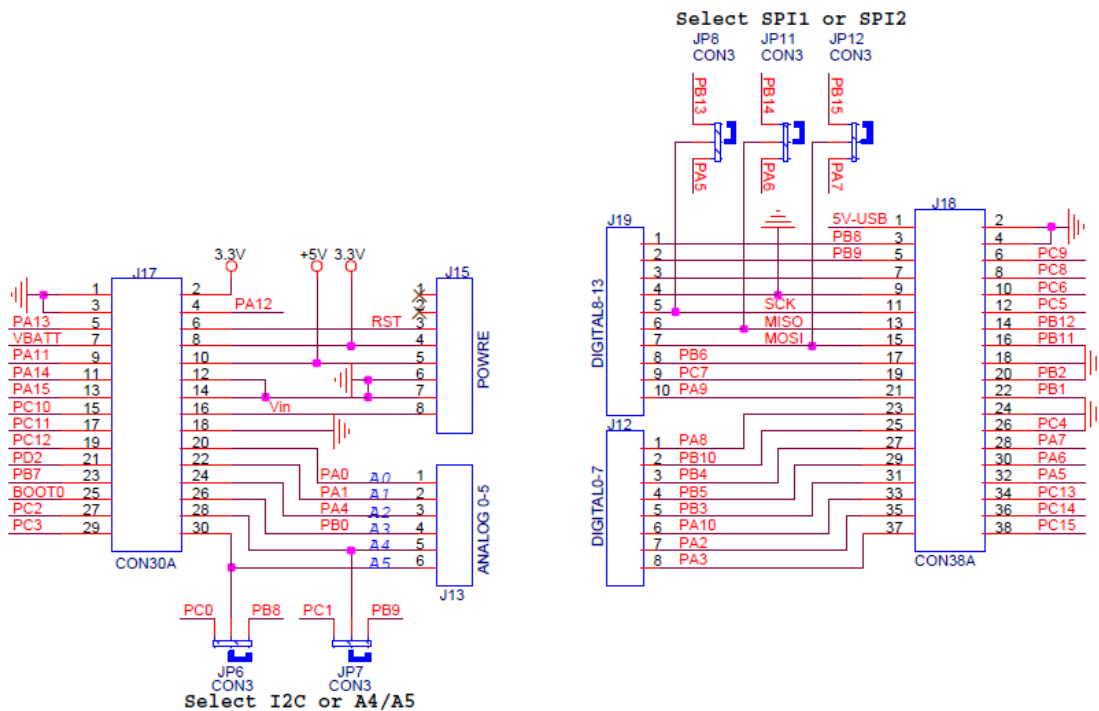 Select SPI1 or SPI2
JP8 JP11 JP12
CON3 CON3 CON3
PB13 PB14 PB15
PA5 PA6 PA7
J19 J18
DIGITAL8-13
1 PB8 5V-USB 1 2
2 PB9 3 4
3 5 6 PC9
4 7 8 PC8
5 9 10 PC6
6 SCK 11 12 PC5
7 MISO 13 14 PB12
8 PB6 MOSI 15 16 PB11
9 PC7 17 18
10 PA9 19 20 PB2
21 22 PB1
J12
DIGITAL0-7
23 24
1 PA8 25 26 PC4
2 PB10 27 28 PA7
3 PB4 29 30 PA6
4 PB5 31 32 PA5
5 PB3 33 34 PC13
6 PA10 35 36 PC14
7 PA2 37 38 PC15
8 PA3
CON38A
3.3V +5V 3.3V
J17 J15
1 2 1
3 4 PA12 2
PA13 5 6 RST 3
VBATT 7 8 4
PA11 9 10 5
PA14 11 12 6
PA15 13 14 7
PC10 15 16 Vin 8
POWRE
PC11 17 18
PC12 19 20
PD2 21 22 PA0 A0 1
PB7 23 24 PA1 A1 2
BOOT0 25 26 PA4 A2 3
PC2 27 28 PB0 A3 4
PC3 29 30 A4 5
A5 6
ANALOG 0-5
CON30A
J13
PC0 PB8 PC1 PB9
JP6 JP7
CON3 CON3
Select I2C or A4/A5